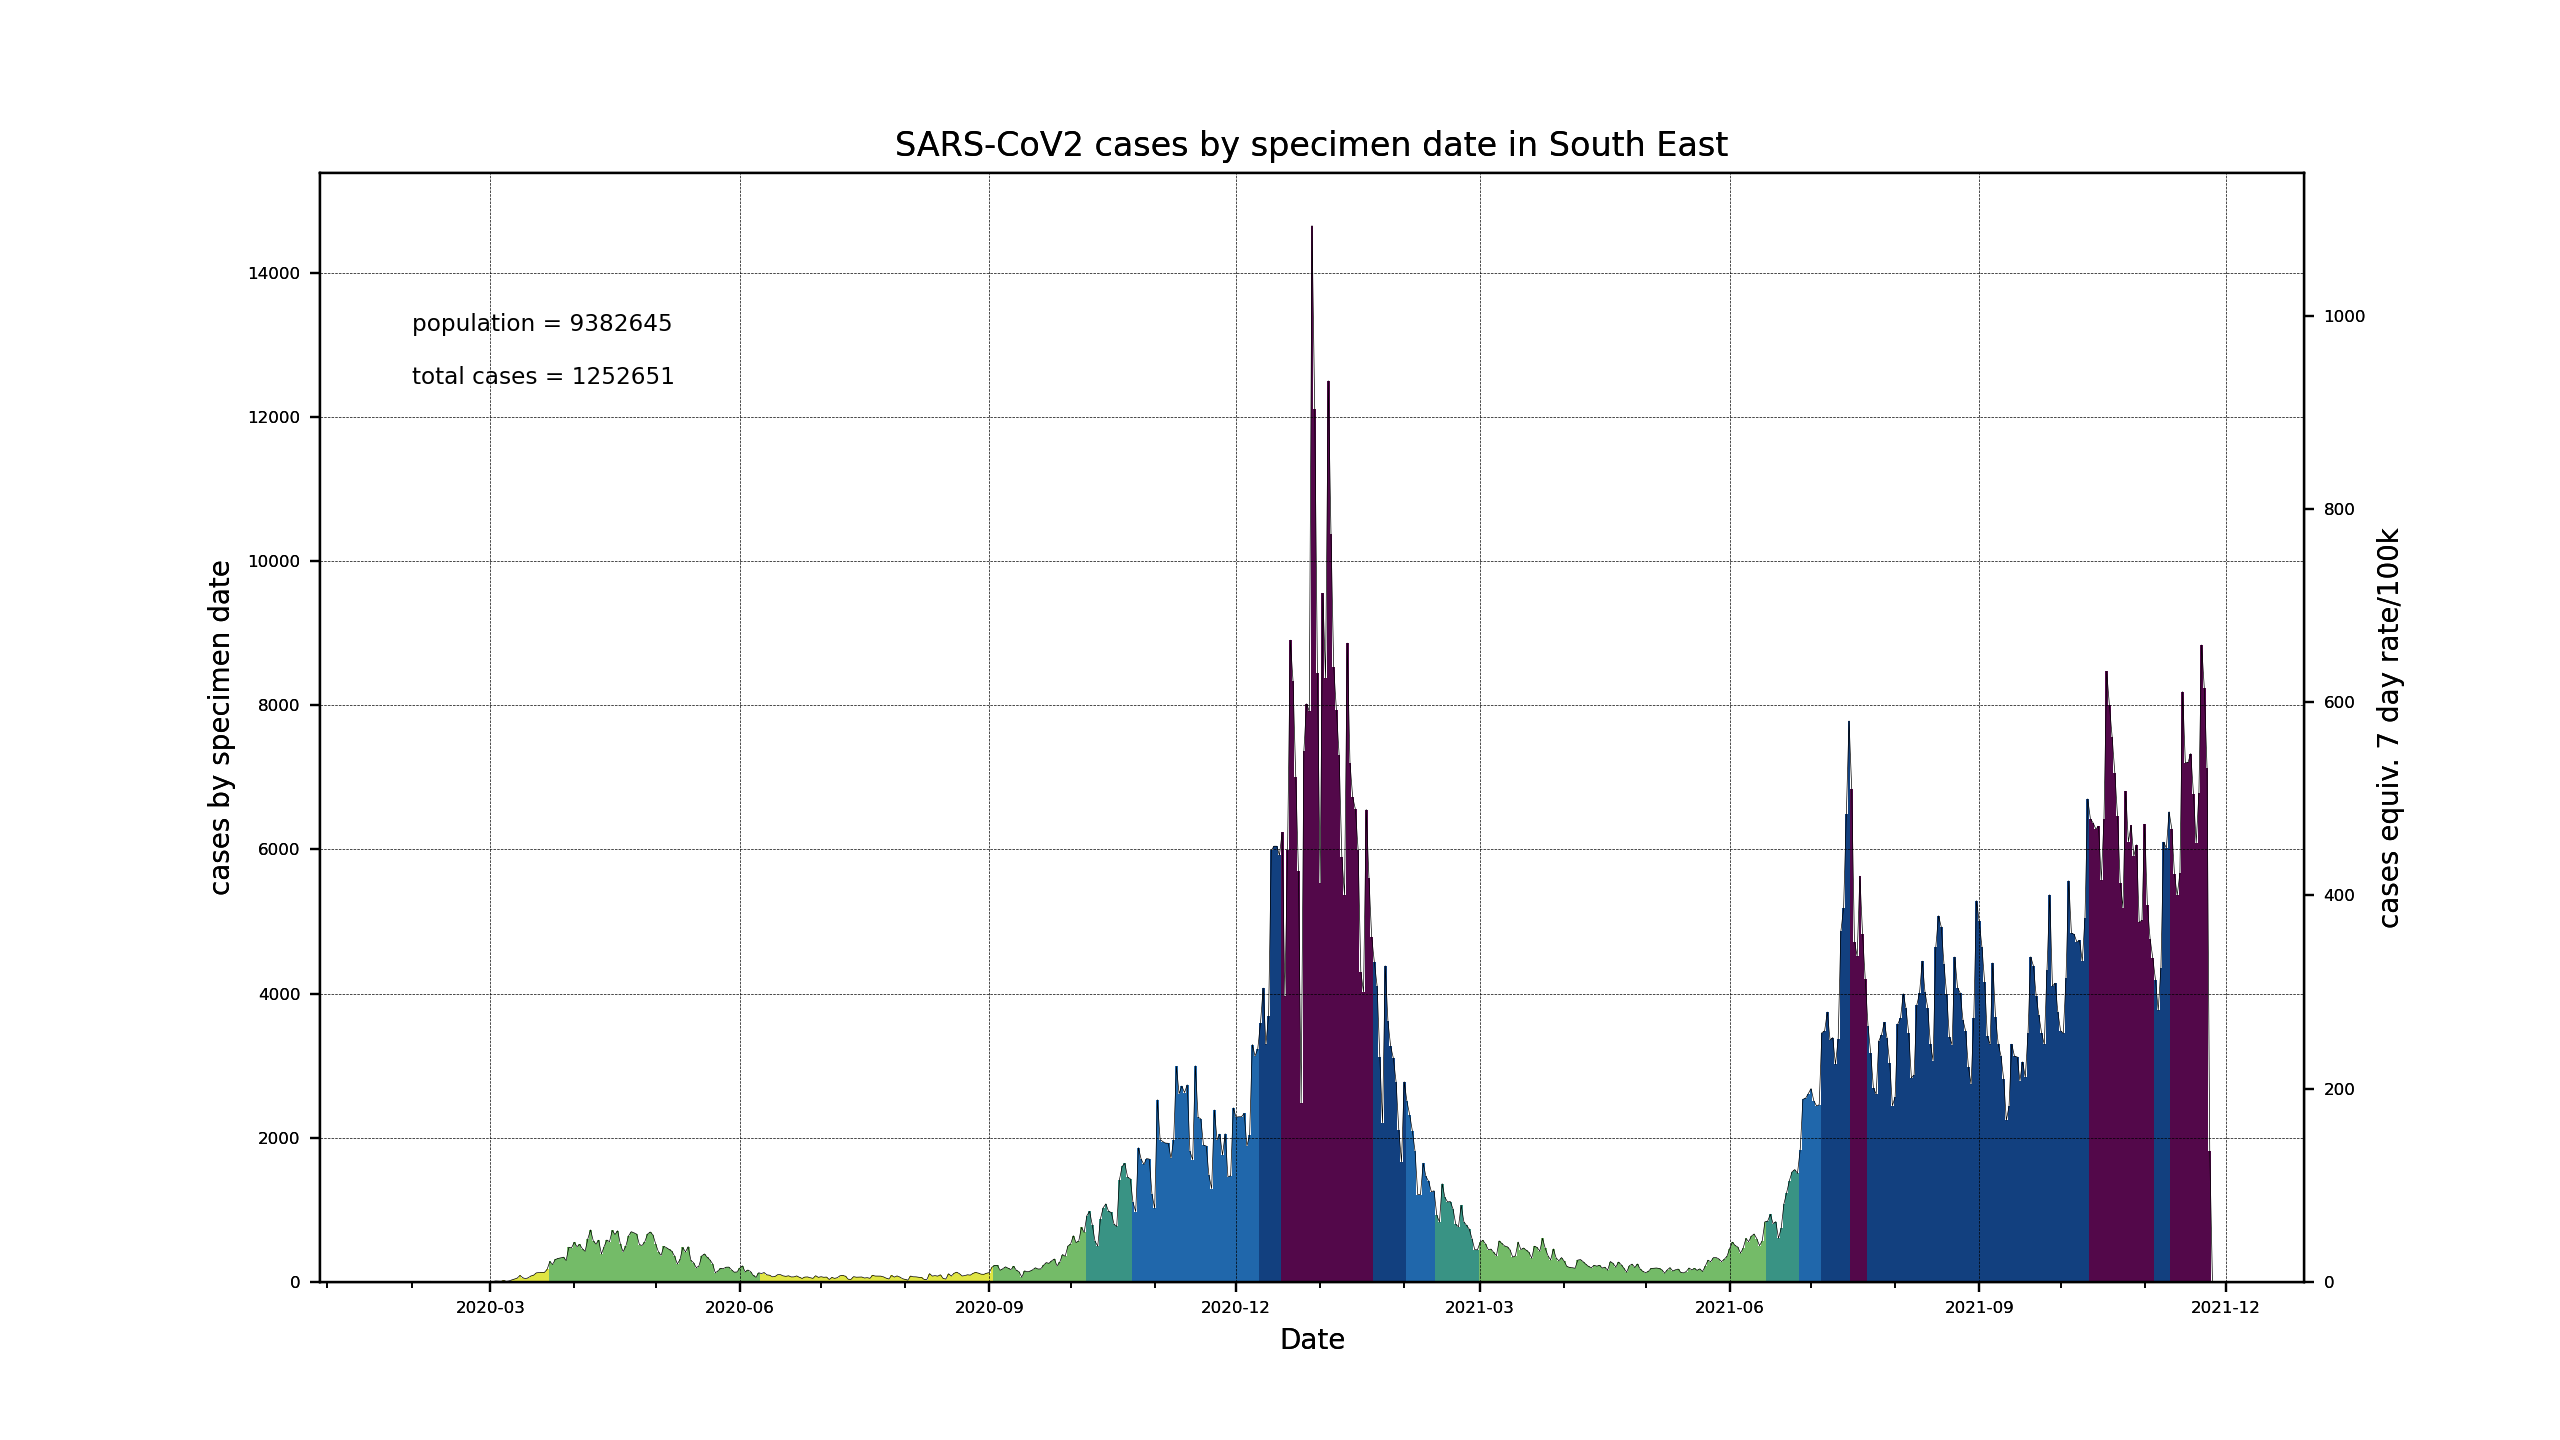 SARS-CoV2 cases by specimen date in South East
population = 9382645
total cases = 1252651
cases by specimen date
14000
12000
10000
8000
6000
4000
2000
0
1000
800
600
400
200
0
cases equiv. 7 day rate/100k
2020-03 2020-06 2020-09 2020-12 2021-03 2021-06 2021-09 2021-12
Date